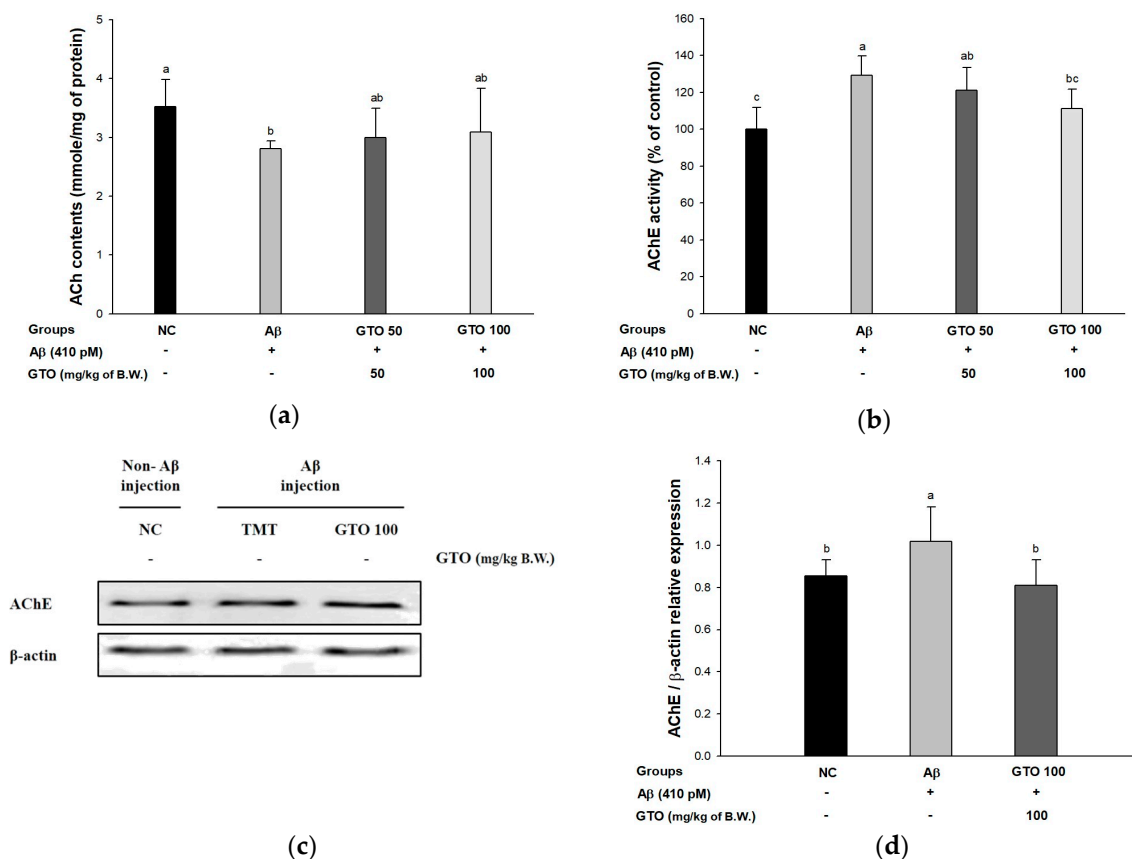 ACh contents (mmole/mg of protein)
5
4
3
2
1
0
a
b
ab
ab
Groups NC Aβ GTO 50 GTO 100
Aβ (410 pM) - + + +
GTO (mg/kg of B.W.) - - 50 100
(a)
AChE activity (% of control)
160
140
120
100
80
60
40
20
0
c
a
ab
bc
Groups NC Aβ GTO 50 GTO 100
Aβ (410 pM) - + + +
GTO (mg/kg of B.W.) - - 50 100
(b)
Non- Aβ
injection
Aβ
injection
NC TMT GTO 100
- - - GTO (mg/kg B.W.)
AChE
β-actin
(c)
AChE / β-actin relative expression
1.4
1.2
1.0
0.8
0.6
0.4
0.2
0.0
b
a
b
Groups NC Aβ GTO 100
Aβ (410 pM) - + +
GTO (mg/kg of B.W.) - - 100
(d)